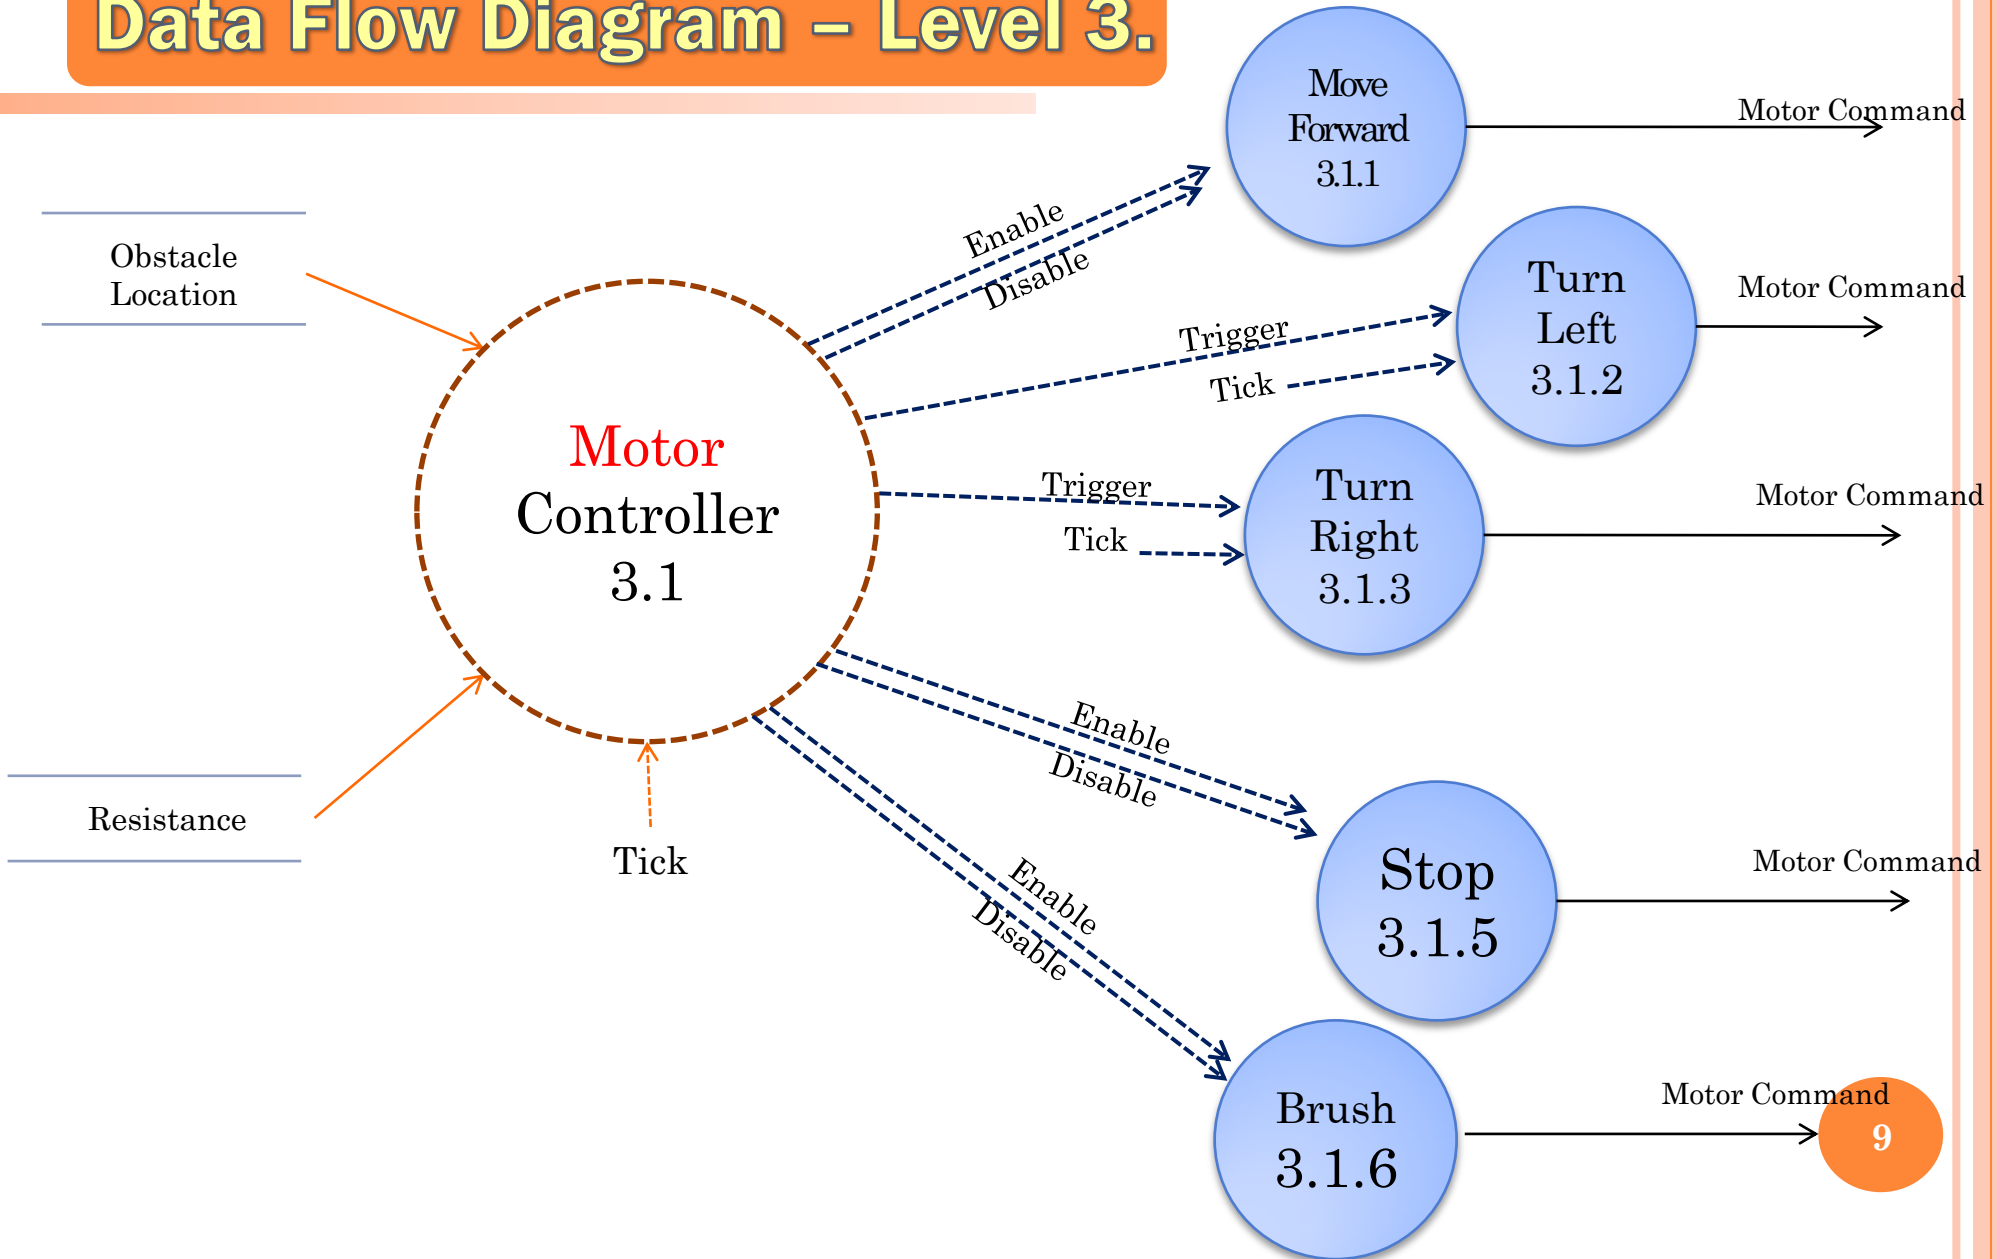 Data Flow Diagram – Level 3.
Move
Forward
3.1.1
Motor Command
Enable
Disable
Obstacle
Location
Turn
Left
3.1.2
Motor Command
Trigger
Tick
Motor
Controller
3.1
Trigger
Tick
Turn
Right
3.1.3
Motor Command
Enable
Disable
Resistance
Tick
Stop
3.1.5
Motor Command
Enable
Disable
Brush
3.1.6
Motor Command
9